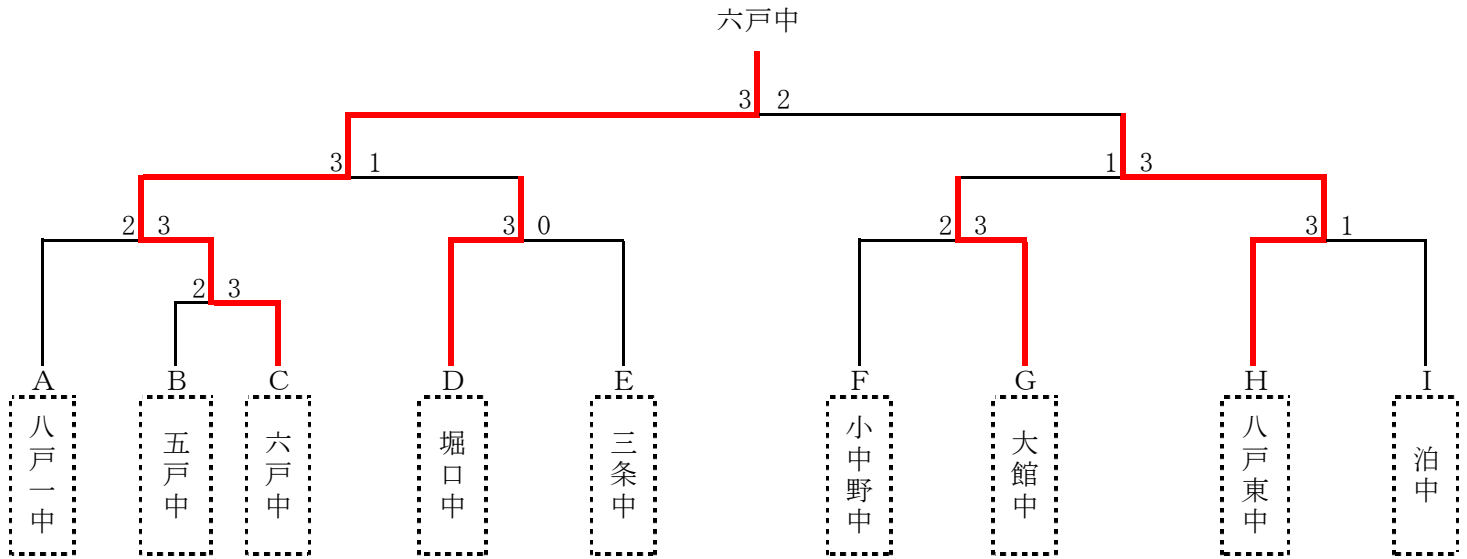 六戸中
3 2
3 1
1 3
2 3
3 0
2 3
3 1
2 3
A B C D E F G H I
八戸一中
五戸中
六戸中
堀口中
三条中
小中野中
大館中
八戸東中
泊中